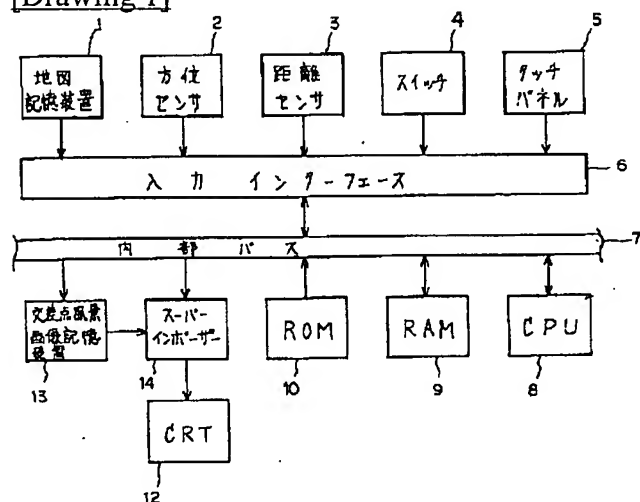 [Drawing 1]
1
2
3
4
5
地図
記憶装置
方位
センサ
距離
センサ
スイッチ
タッチ
パネル
入力インターフェース
6
内部バス
7
交差点風景
画像記憶
装置
スーパー
インポーザー
ROM
RAM
CPU
13
14
10
9
8
CRT
12